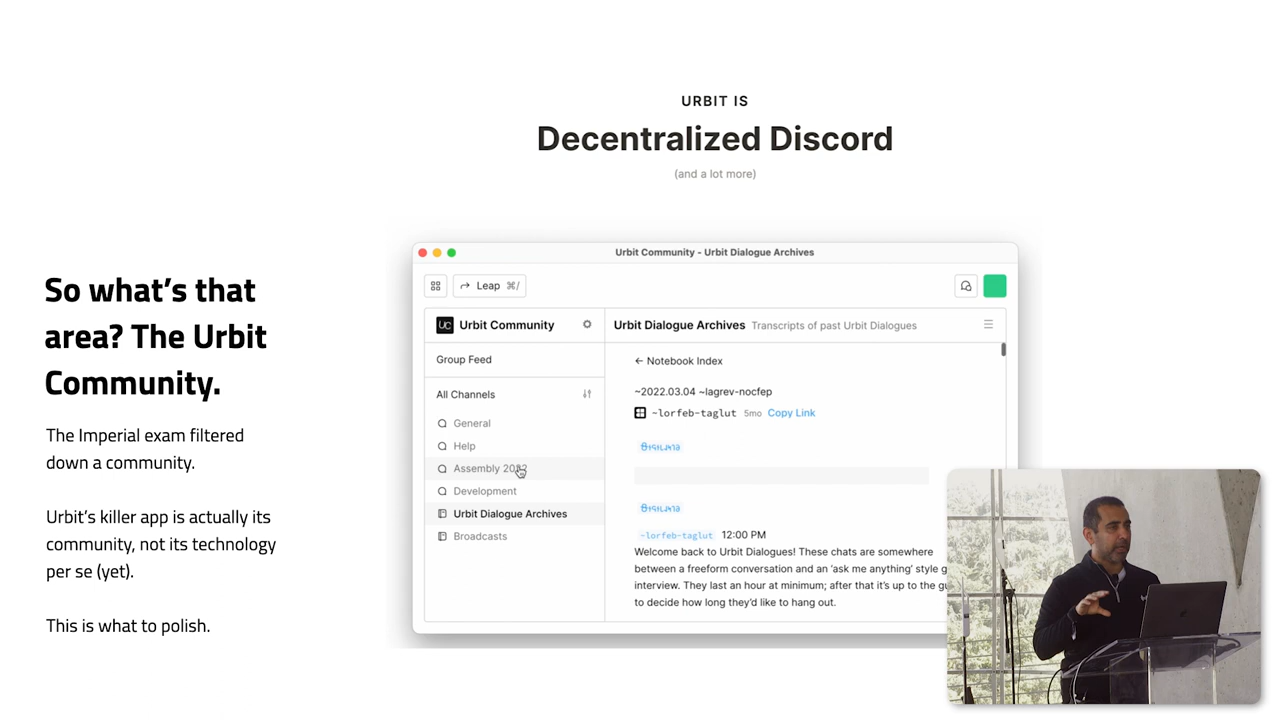 URBIT IS
Decentralized Discord
(and a lot more)
So what's that
area? The Urbit
Community.
The Imperial exam filtered
down a community.
Urbit's killer app is actually its
community, not its technology
per se (yet).
This is what to polish.
Urbit Community - Urbit Dialogue Archives
Leap ⌘/
UC Urbit Community
Group Feed
All Channels
General
Help
Assembly 2022
Development
Urbit Dialogue Archives
Broadcasts
Urbit Dialogue Archives Transcripts of past Urbit Dialogues
← Notebook Index
~2022.03.04 ~lagrev-nocfep
~lorfeb-taglut 5mo Copy Link
~lorfeb-taglut 12:00 PM
Welcome back to Urbit Dialogues! These chats are somewhere
between a freeform conversation and an 'ask me anything' style
interview. They last an hour at minimum; after that it's up to the
to decide how long they'd like to hang out.